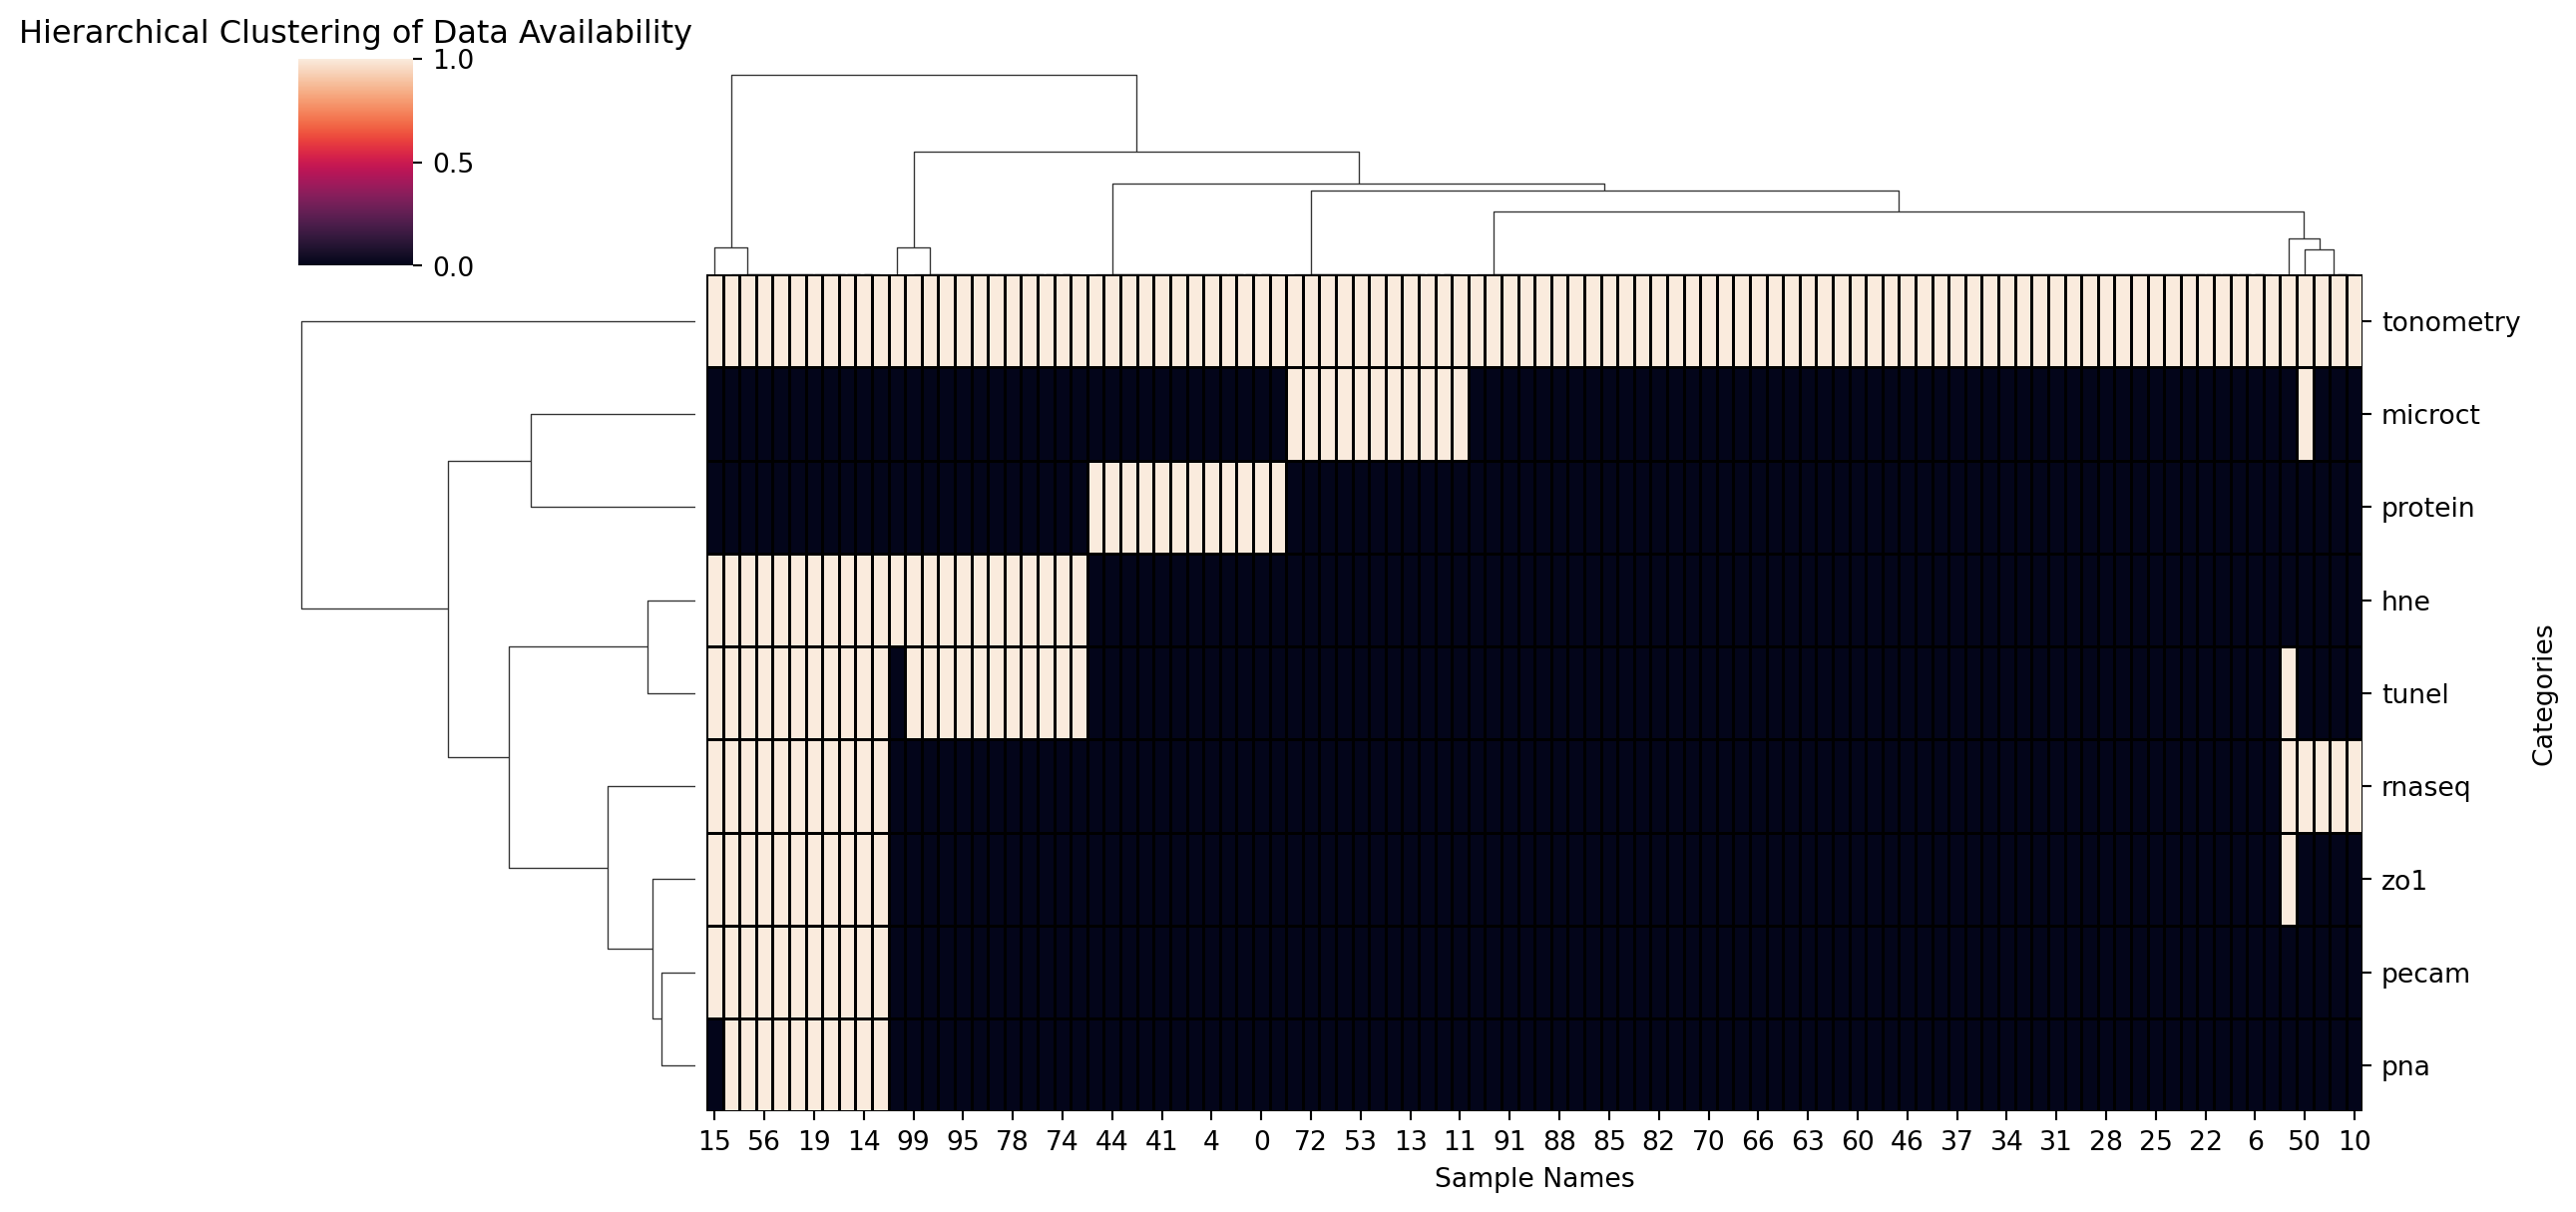 Hierarchical Clustering of Data Availability
1.0
0.5
0.0
tonometry
microct
protein
hne
tunel
rnaseq
zo1
pecam
pna
Categories
15 56 19 14 99 95 78 74 44 41 4 0 72 53 13 11 91 88 85 82 70 66 63 60 46 37 34 31 28 25 22 6 50 10
Sample Names